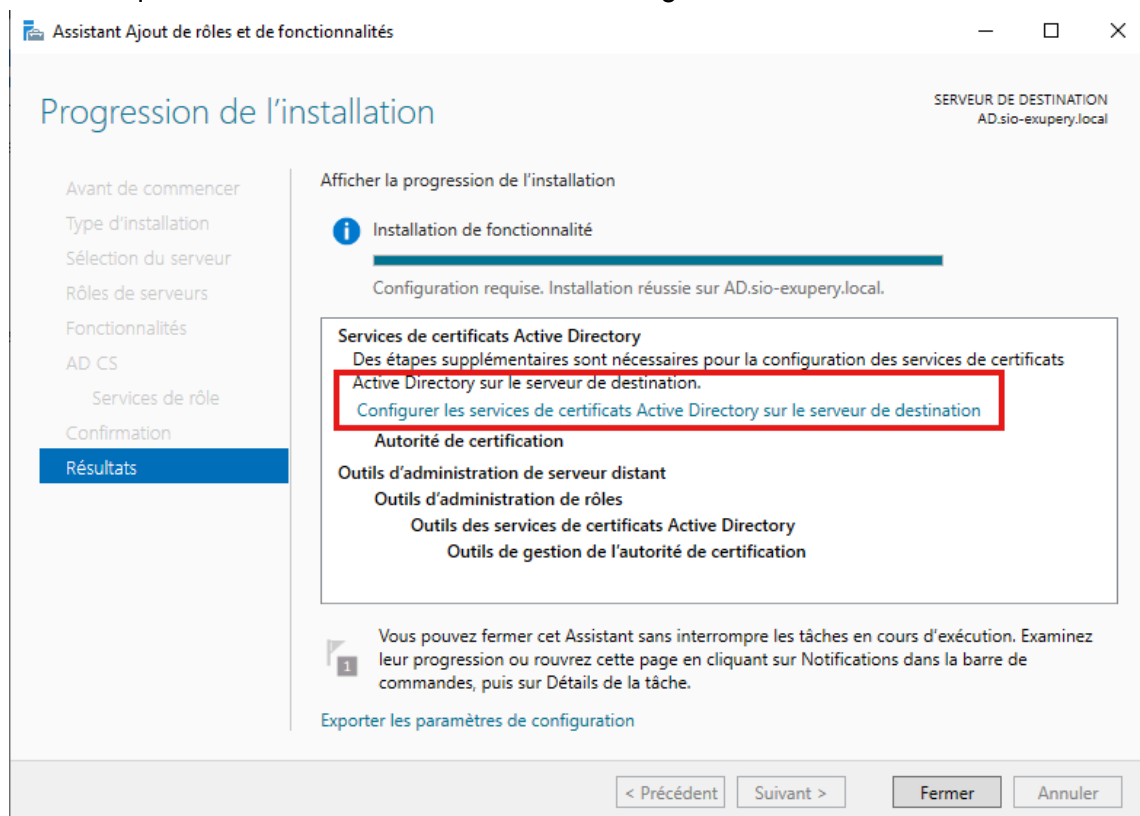 Assistant Ajout de rôles et de fonctionnalités
Progression de l'installation
SERVEUR DE DESTINATION
AD.sio-exupery.local
Avant de commencer
Type d'installation
Sélection du serveur
Rôles de serveurs
Fonctionnalités
AD CS
Services de rôle
Confirmation
Résultats
Afficher la progression de l'installation
Installation de fonctionnalité
Configuration requise. Installation réussie sur AD.sio-exupery.local.
Services de certificats Active Directory
Des étapes supplémentaires sont nécessaires pour la configuration des services de certificats
Active Directory sur le serveur de destination.
Configurer les services de certificats Active Directory sur le serveur de destination
Autorité de certification
Outils d'administration de serveur distant
Outils d'administration de rôles
Outils des services de certificats Active Directory
Outils de gestion de l'autorité de certification
1
Vous pouvez fermer cet Assistant sans interrompre les tâches en cours d'exécution. Examinez
leur progression ou rouvrez cette page en cliquant sur Notifications dans la barre de
commandes, puis sur Détails de la tâche.
Exporter les paramètres de configuration
< Précédent
Suivant >
Fermer
Annuler